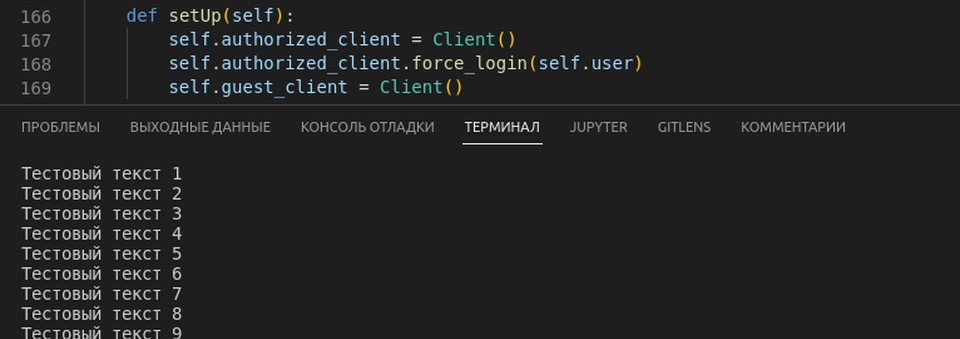 166 def setUp(self):
167 self.authorized_client = Client()
168 self.authorized_client.force_login(self.user)
169 self.guest_client = Client()
ПРОБЛЕМЫ ВЫХОДНЫЕ ДАННЫЕ КОНСОЛЬ ОТЛАДКИ ТЕРМИНАЛ JUPYTER GITLENS КОММЕНТАРИИ
Тестовый текст 1
Тестовый текст 2
Тестовый текст 3
Тестовый текст 4
Тестовый текст 5
Тестовый текст 6
Тестовый текст 7
Тестовый текст 8
Тестовый текст 9